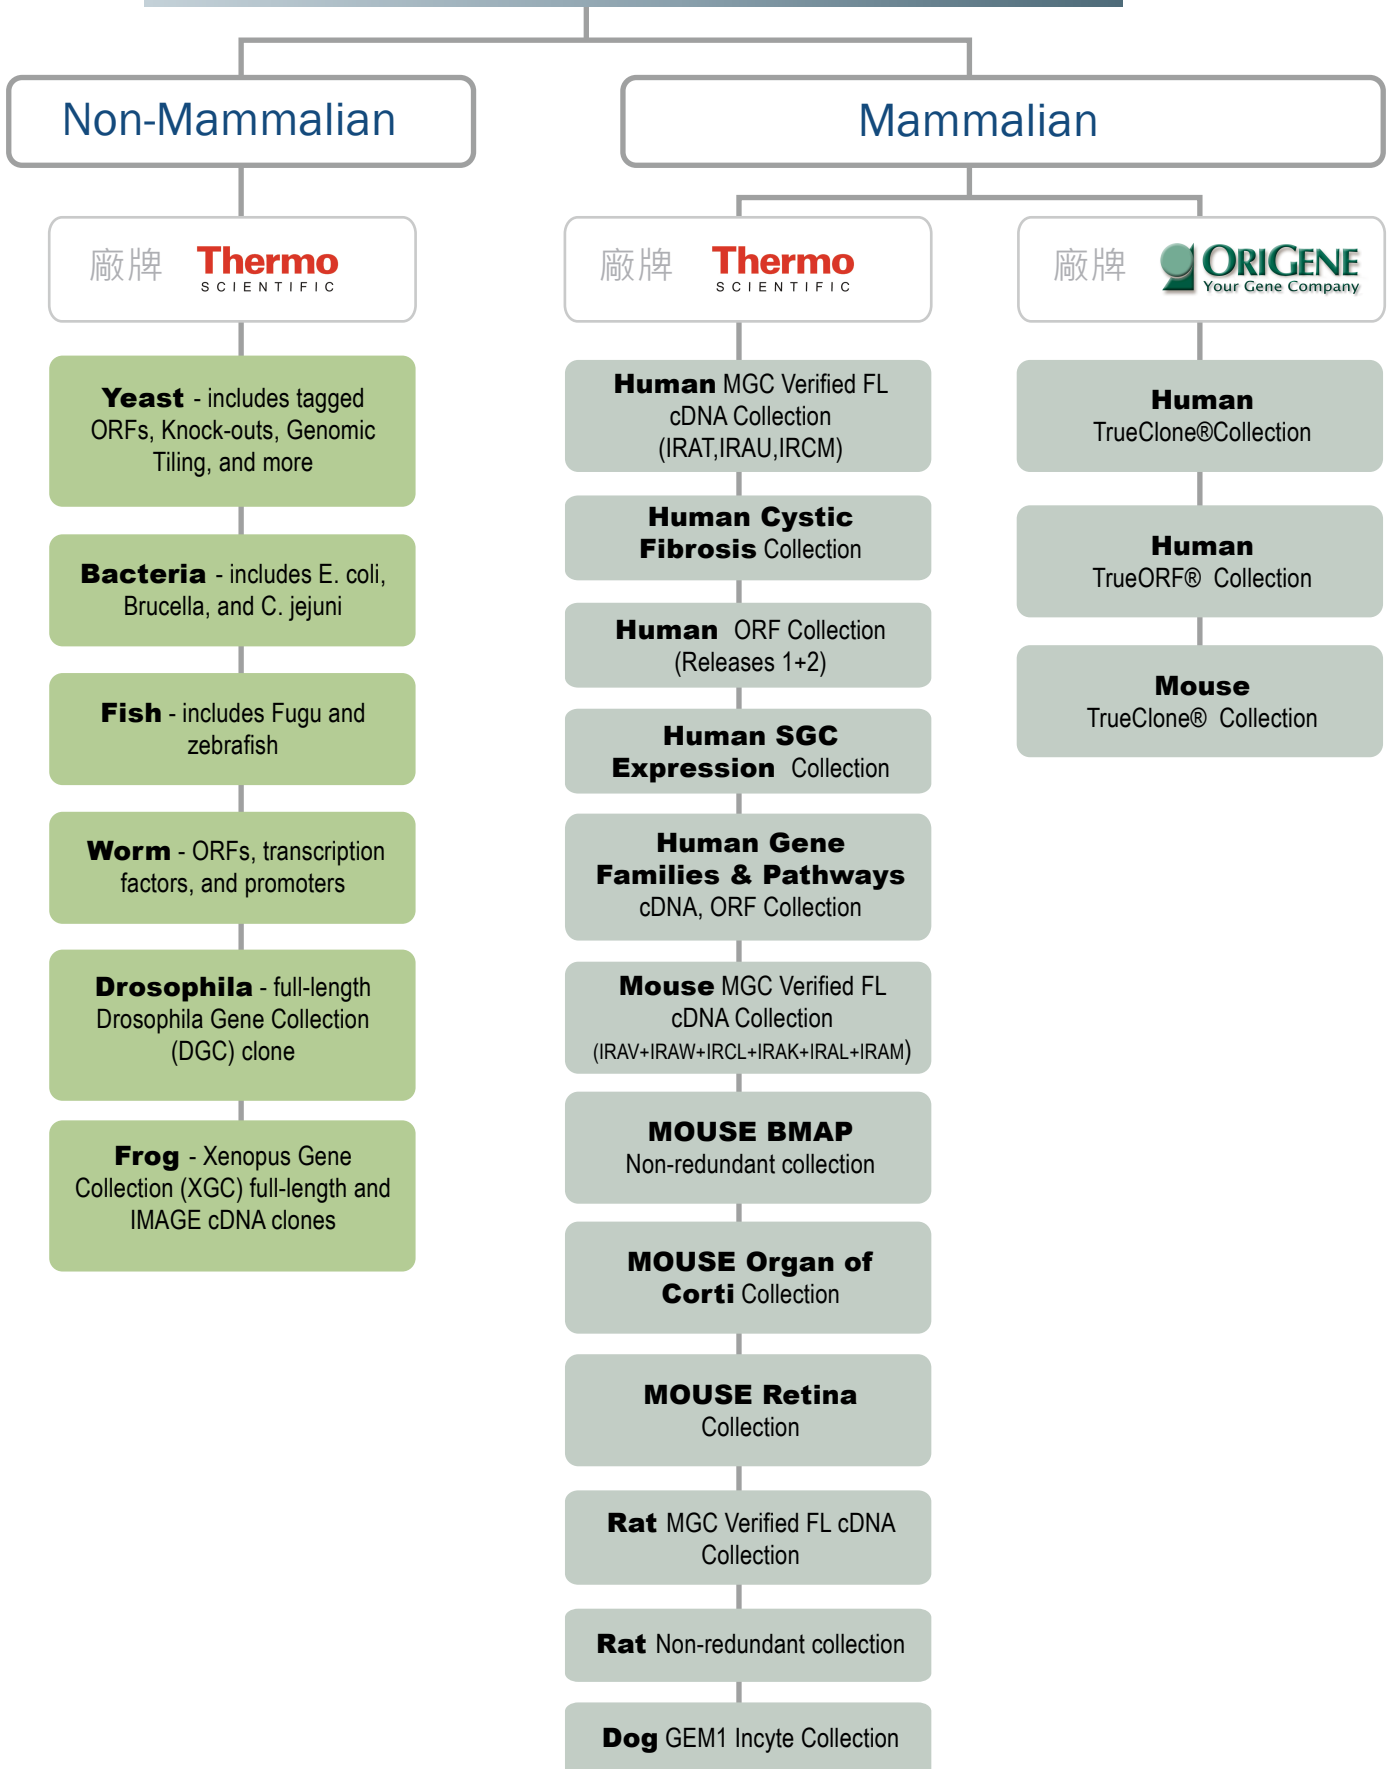 Non-Mammalian
Mammalian
廠牌 Thermo
SCIENTIFIC
廠牌 Thermo
SCIENTIFIC
廠牌 ORIGENE
Your Gene Company
Yeast - includes tagged
ORFs, Knock-outs, Genomic
Tiling, and more
Bacteria - includes E. coli,
Brucella, and C. jejuni
Fish - includes Fugu and
zebrafish
Worm - ORFs, transcription
factors, and promoters
Drosophila - full-length
Drosophila Gene Collection
(DGC) clone
Frog - Xenopus Gene
Collection (XGC) full-length and
IMAGE cDNA clones
Human MGC Verified FL
cDNA Collection
(IRAT,IRAU,IRCM)
Human Cystic
Fibrosis Collection
Human ORF Collection
(Releases 1+2)
Human SGC
Expression Collection
Human Gene
Families & Pathways
cDNA, ORF Collection
Mouse MGC Verified FL
cDNA Collection
(IRAV+IRAW+IRCL+IRAK+IRAL+IRAM)
MOUSE BMAP
Non-redundant collection
MOUSE Organ of
Corti Collection
MOUSE Retina
Collection
Rat MGC Verified FL cDNA
Collection
Rat Non-redundant collection
Dog GEM1 Incyte Collection
Human
TrueClone®Collection
Human
TrueORF® Collection
Mouse
TrueClone® Collection